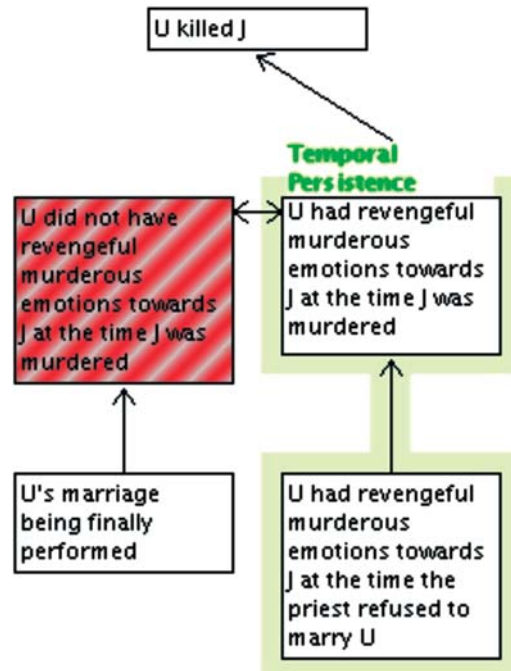 U killed J
Temporal
Persistence
U did not have
revengeful
murderous
emotions towards
J at the time J was
murdered
U had revengeful
murderous
emotions towards
J at the time J was
murdered
U's marriage
being finally
performed
U had revengeful
murderous
emotions towards
J at the time the
priest refused to
marry U